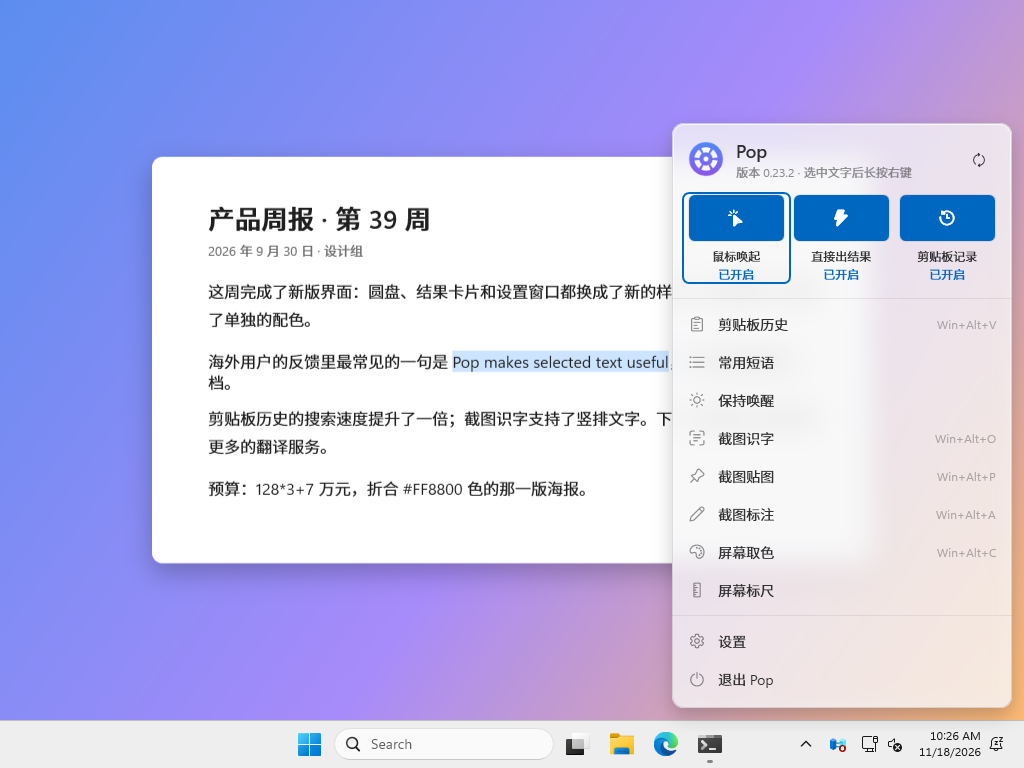 产品周报 · 第 39 周
2026 年 9 月 30 日 · 设计组
这周完成了新版界面：圆盘、结果卡片和设置窗口都换成了新的样
了单独的配色。
海外用户的反馈里最常见的一句是 Pop makes selected text useful
档。
剪贴板历史的搜索速度提升了一倍；截图识字支持了竖排文字。下
更多的翻译服务。
预算：128*3+7 万元，折合 #FF8800 色的那一版海报。
Pop
版本 0.23.2 · 选中文字后长按右键
鼠标唤起
已开启
直接出结果
已开启
剪贴板记录
已开启
剪贴板历史 Win+Alt+V
常用短语
保持唤醒
截图识字 Win+Alt+O
截图贴图 Win+Alt+P
截图标注 Win+Alt+A
屏幕取色 Win+Alt+C
屏幕标尺
设置
退出 Pop
Search
10:26 AM
11/18/2026